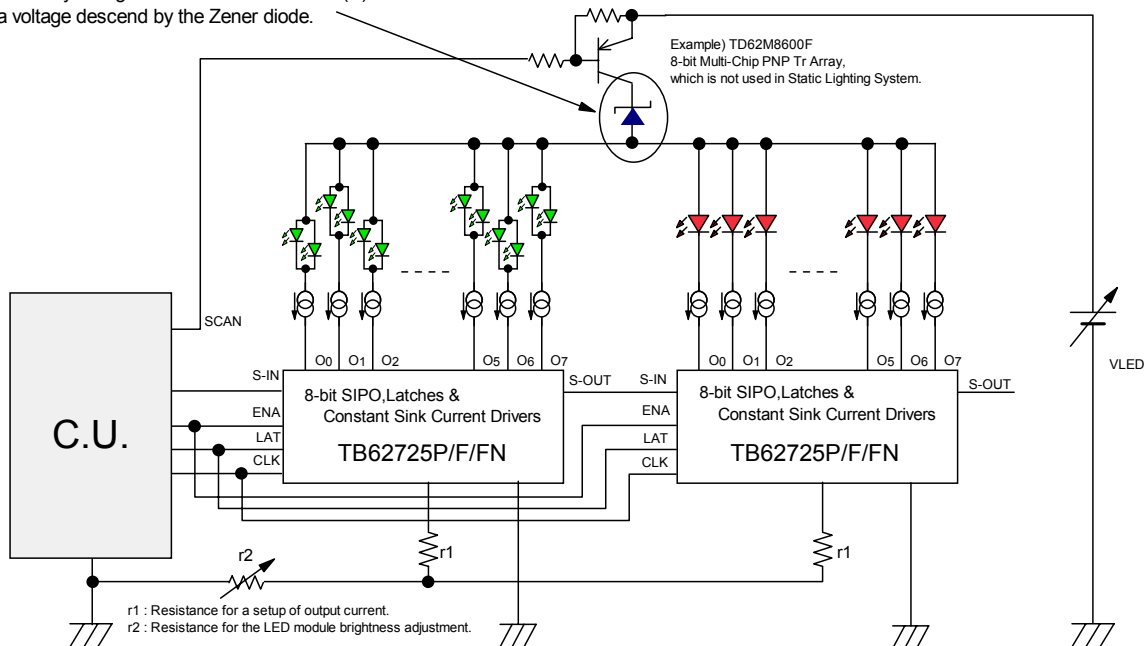 a voltage descend by the Zener diode.
Example) TD62M8600F
8-bit Multi-Chip PNP Tr Array,
which is not used in Static Lighting System.
SCAN
VLED
O0 O1 O2 O5 O6 O7
O0 O1 O2 O5 O6 O7
S-IN
ENA
LAT
CLK
8-bit SIPO,Latches &
Constant Sink Current Drivers
TB62725P/F/FN
S-OUT
S-IN
ENA
LAT
CLK
8-bit SIPO,Latches &
Constant Sink Current Drivers
TB62725P/F/FN
S-OUT
C.U.
r2
r1
r1
r1 : Resistance for a setup of output current.
r2 : Resistance for the LED module brightness adjustment.